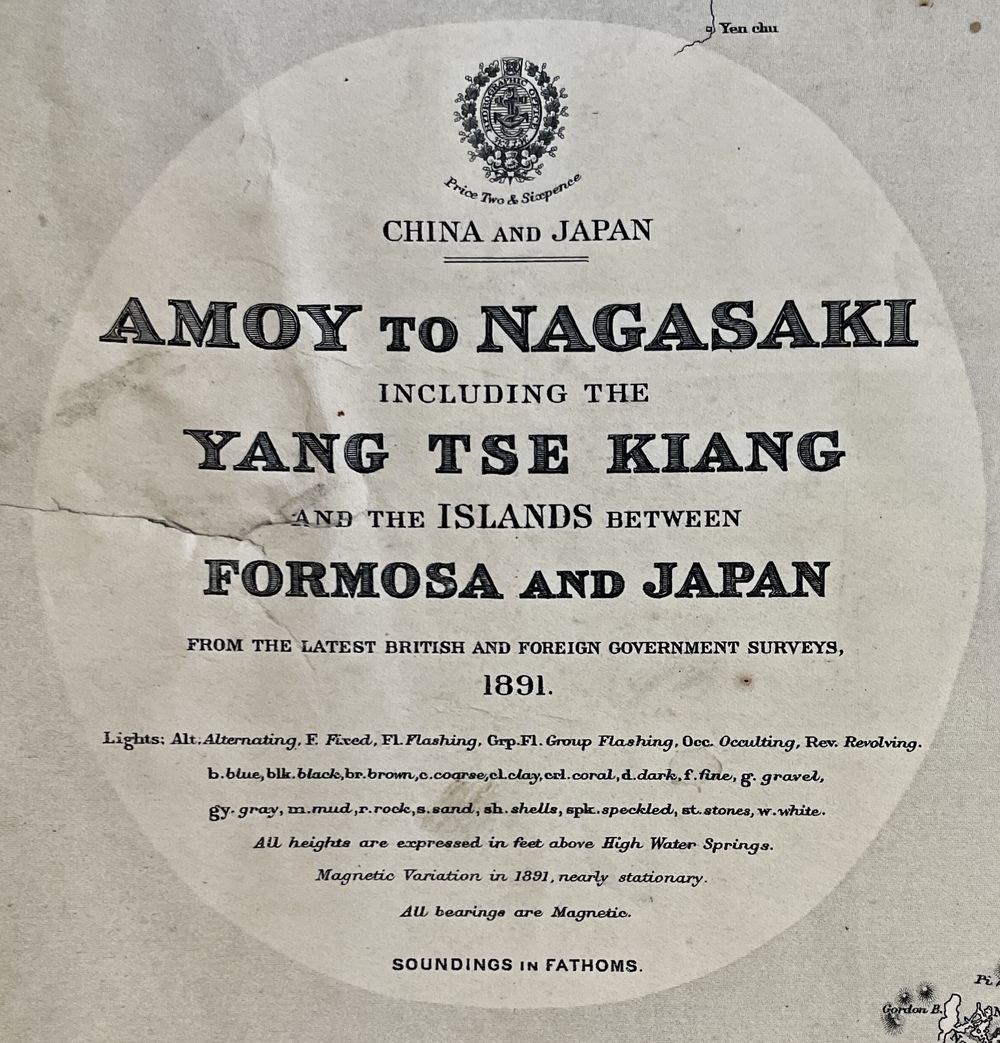 Yen chu
HYDROGRAPHIC OFFICE
Price Two & Sixpence
CHINA AND JAPAN
AMOY TO NAGASAKI
INCLUDING THE
YANG TSE KIANG
AND THE ISLANDS BETWEEN
FORMOSA AND JAPAN
FROM THE LATEST BRITISH AND FOREIGN GOVERNMENT SURVEYS,
1891.
Lights; Alt; Alternating, F. Fixed, Fl. Flashing, Grp.Fl. Group Flashing, Occ. Occulting, Rev. Revolving.
b.blue, blk.black, br.brown, c.coarse, cl.clay, crl.coral, d.dark, f.fine, g. gravel,
gy. gray, m.mud, r.rock, s.sand, sh.shells, spk.speckled, st.stones, w.white.
All heights are expressed in feet above High Water Springs.
Magnetic Variation in 1891, nearly stationary.
All bearings are Magnetic.
SOUNDINGS IN FATHOMS.
Gordon B.